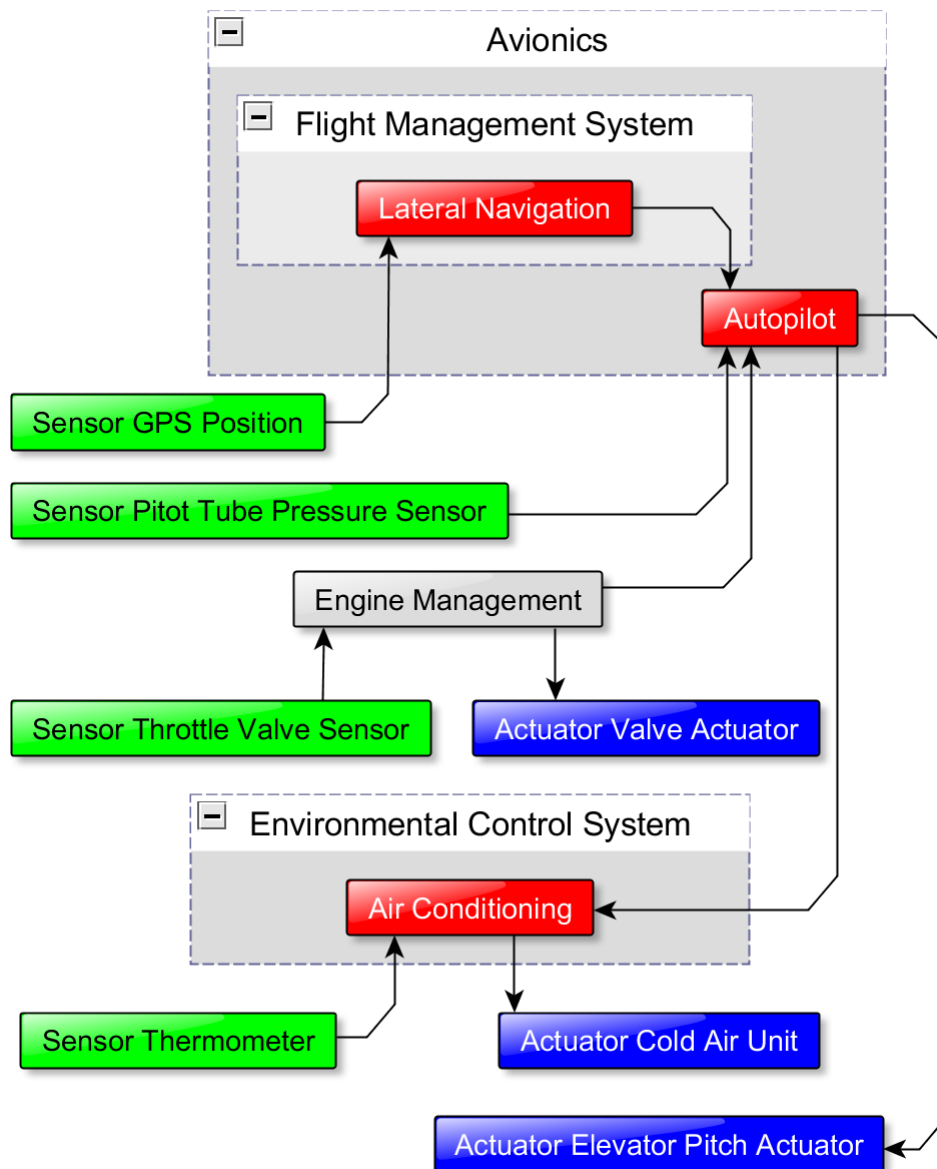 Avionics
Flight Management System
Lateral Navigation
Autopilot
Sensor GPS Position
Sensor Pitot Tube Pressure Sensor
Engine Management
Sensor Throttle Valve Sensor
Actuator Valve Actuator
Environmental Control System
Air Conditioning
Sensor Thermometer
Actuator Cold Air Unit
Actuator Elevator Pitch Actuator